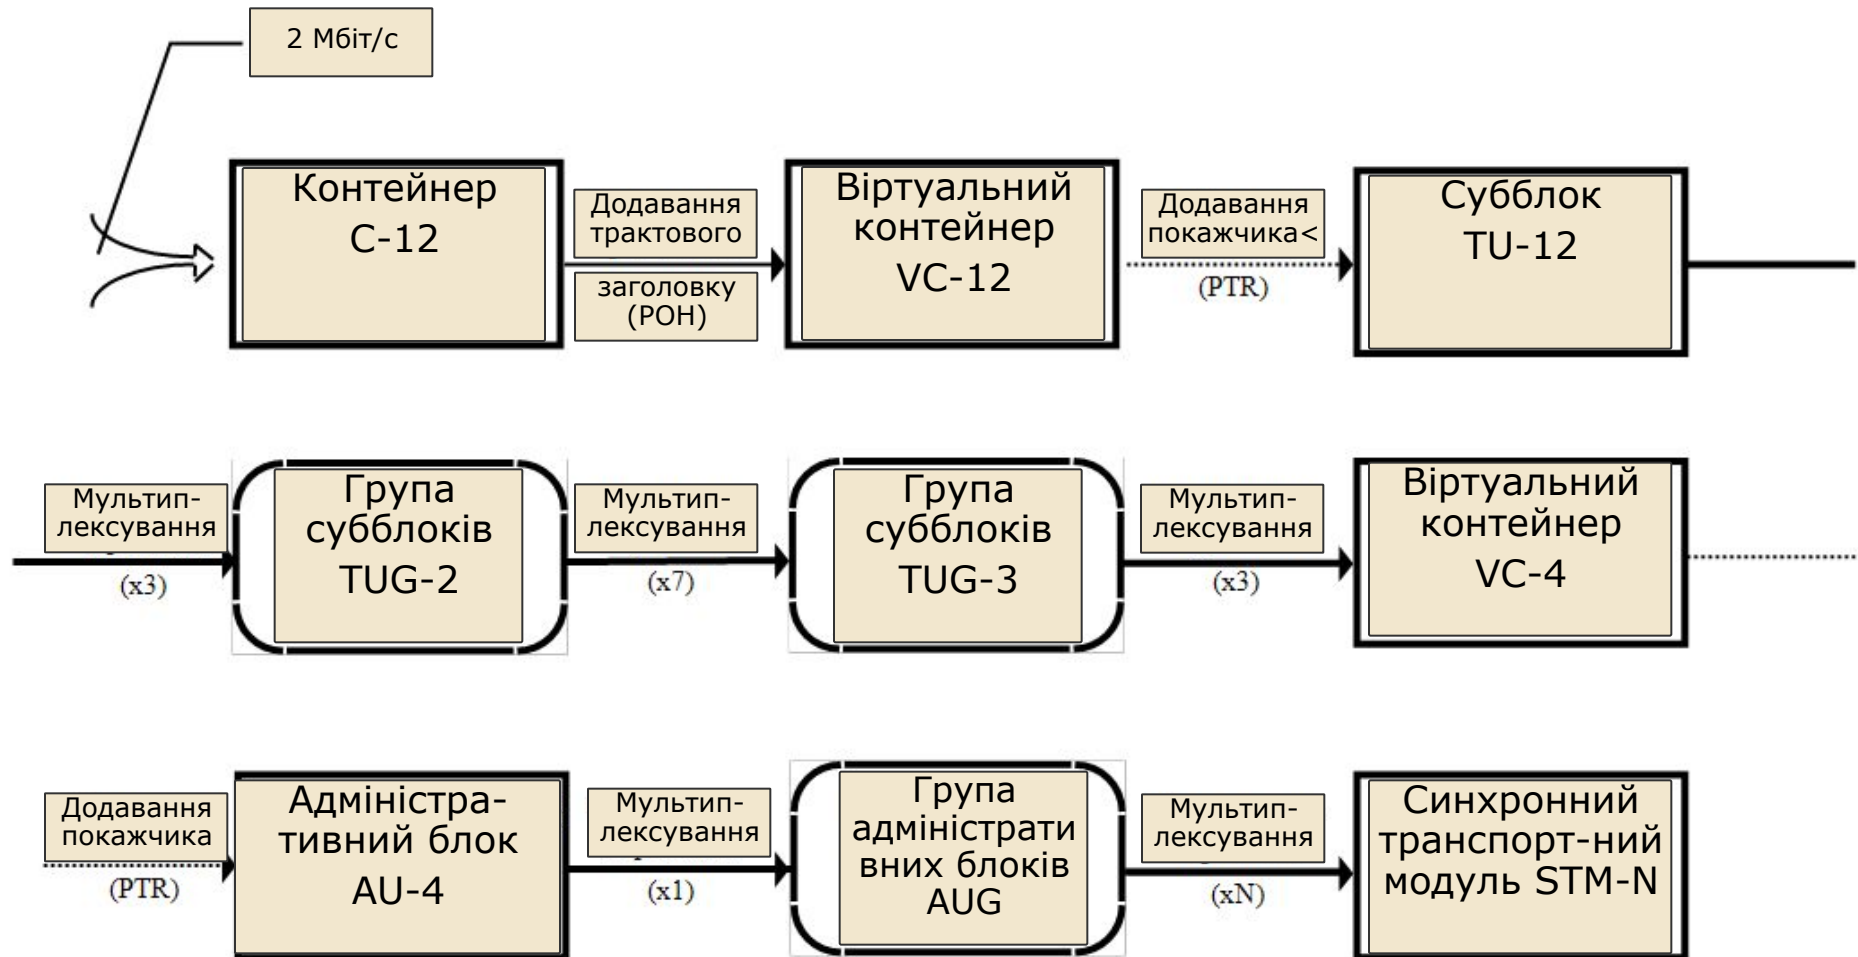 2 Мбіт/с
Контейнер
С-12
Додавання
трактового
заголовку
(РОН)
Віртуальний
контейнер
VC-12
Додавання
покажчика<
(PTR)
Субблок
TU-12
Мультип-
лексування
(x3)
Група
субблоків
TUG-2
Мультип-
лексування
(x7)
Група
субблоків
TUG-3
Мультип-
лексування
(x3)
Віртуальний
контейнер
VC-4
Додавання
покажчика
(PTR)
Адміністра-
тивний блок
AU-4
Мультип-
лексування
(x1)
Група
адміністрати
вних блоків
AUG
Мультип-
лексування
(xN)
Синхронний
транспорт-ний
модуль STM-N